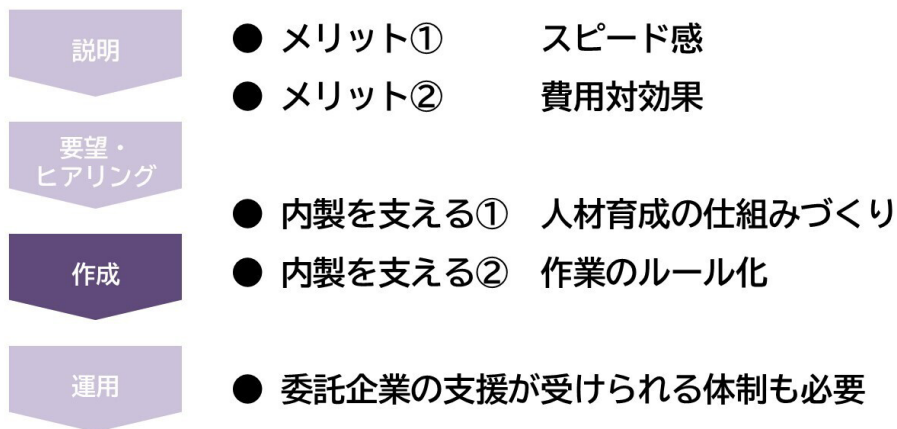 説明
要望・
ヒアリング
作成
運用
● メリット① スピード感
● メリット② 費用対効果
● 内製を支える① 人材育成の仕組みづくり
● 内製を支える② 作業のルール化
● 委託企業の支援が受けられる体制も必要